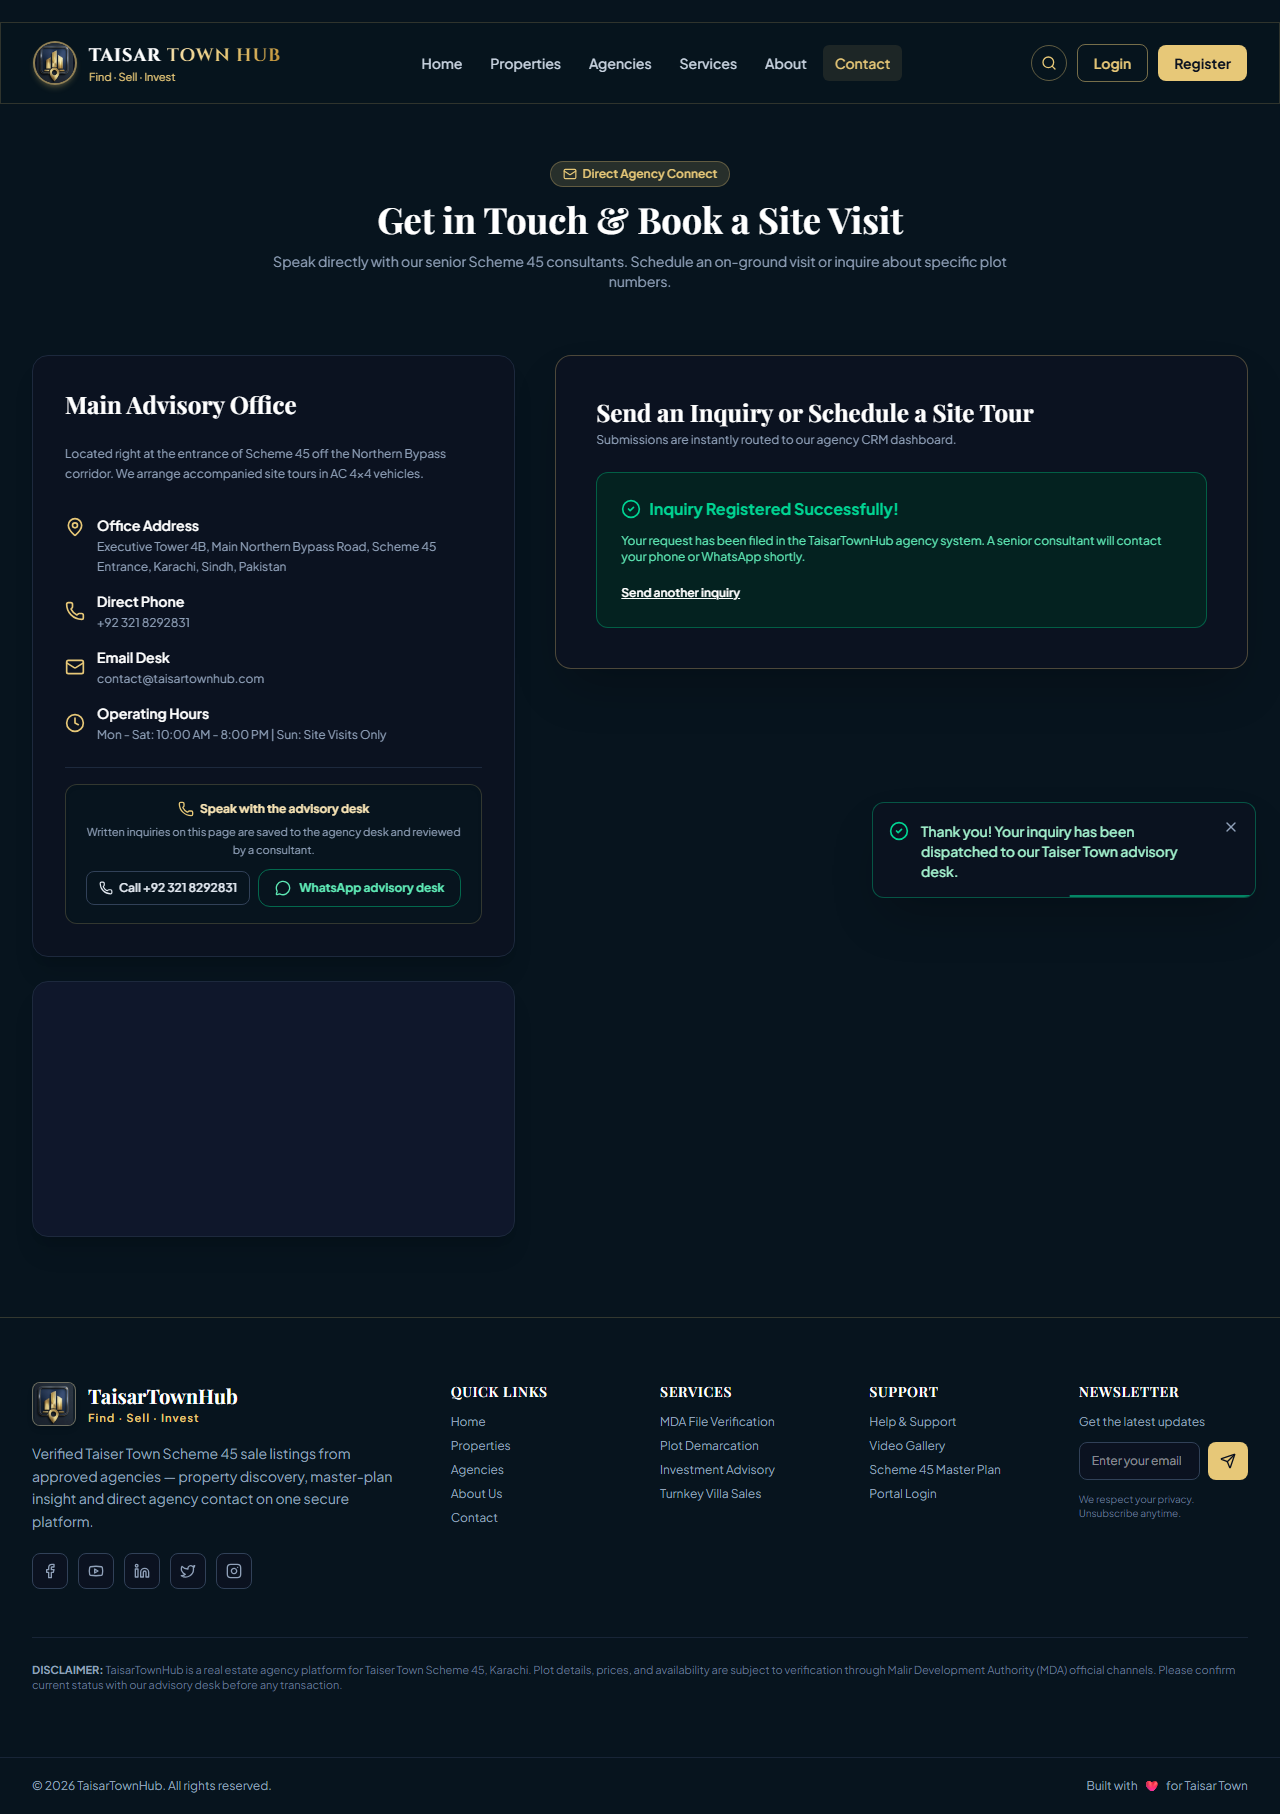 TAISAR TOWN HUB
Find · Sell · Invest
Home
Properties
Agencies
Services
About
Contact
Login
Register
Direct Agency Connect
Get in Touch & Book a Site Visit
Speak directly with our senior Scheme 45 consultants. Schedule an on-ground visit or inquire about specific plot
numbers.
Main Advisory Office
Located right at the entrance of Scheme 45 off the Northern Bypass
corridor. We arrange accompanied site tours in AC 4×4 vehicles.
Office Address
Executive Tower 4B, Main Northern Bypass Road, Scheme 45
Entrance, Karachi, Sindh, Pakistan
Direct Phone
+92 321 8292831
Email Desk
contact@taisartownhub.com
Operating Hours
Mon - Sat: 10:00 AM - 8:00 PM | Sun: Site Visits Only
Speak with the advisory desk
Written inquiries on this page are saved to the agency desk and reviewed
by a consultant.
Call +92 321 8292831
WhatsApp advisory desk
Send an Inquiry or Schedule a Site Tour
Submissions are instantly routed to our agency CRM dashboard.
Inquiry Registered Successfully!
Your request has been filed in the TaisarTownHub agency system. A senior consultant will contact
your phone or WhatsApp shortly.
Send another inquiry
Thank you! Your inquiry has been
dispatched to our Taiser Town advisory
desk.
TaisarTownHub
Find · Sell · Invest
Verified Taiser Town Scheme 45 sale listings from
approved agencies — property discovery, master-plan
insight and direct agency contact on one secure
platform.
QUICK LINKS
Home
Properties
Agencies
About Us
Contact
SERVICES
MDA File Verification
Plot Demarcation
Investment Advisory
Turnkey Villa Sales
SUPPORT
Help & Support
Video Gallery
Scheme 45 Master Plan
Portal Login
NEWSLETTER
Get the latest updates
Enter your email
We respect your privacy.
Unsubscribe anytime.
DISCLAIMER: TaisarTownHub is a real estate agency platform for Taiser Town Scheme 45, Karachi. Plot details, prices, and availability are subject to verification through Malir Development Authority (MDA) official channels. Please confirm
current status with our advisory desk before any transaction.
© 2026 TaisarTownHub. All rights reserved.
Built with ❤ for Taisar Town